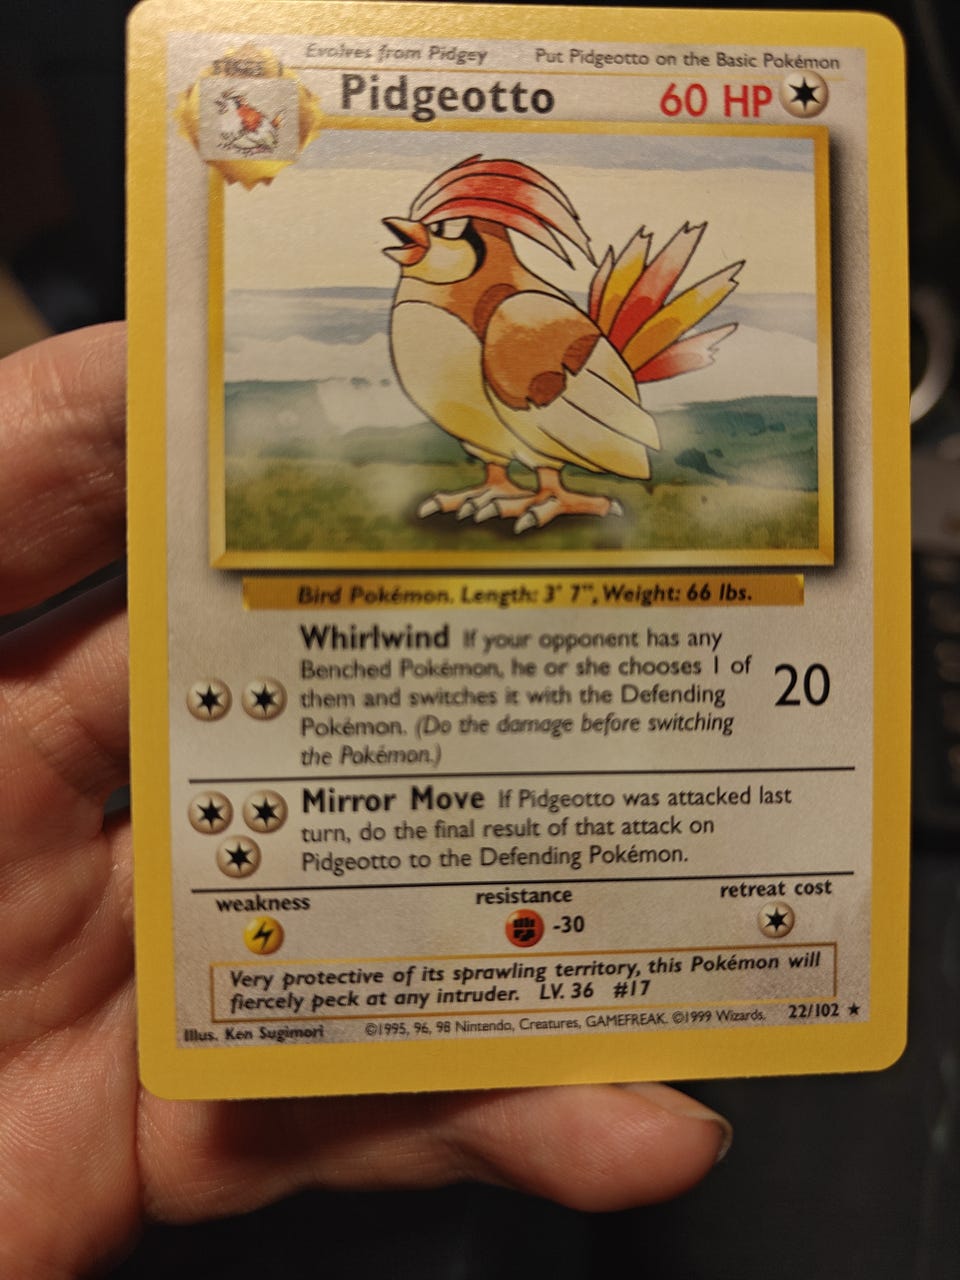 Evolves from Pidgey Put Pidgeotto on the Basic Pokémon
STAGE 1
Pidgeotto 60 HP
Bird Pokémon. Length: 3' 7", Weight: 66 lbs.
Whirlwind If your opponent has any
Benched Pokémon, he or she chooses 1 of
them and switches it with the Defending
Pokémon. (Do the damage before switching
the Pokémon.)
20
Mirror Move If Pidgeotto was attacked last
turn, do the final result of that attack on
Pidgeotto to the Defending Pokémon.
weakness resistance retreat cost
-30
Very protective of its sprawling territory, this Pokémon will
fiercely peck at any intruder. LV. 36 #17
Illus. Ken Sugimori ©1995, 96, 98 Nintendo, Creatures, GAMEFREAK. ©1999 Wizards. 22/102 ★